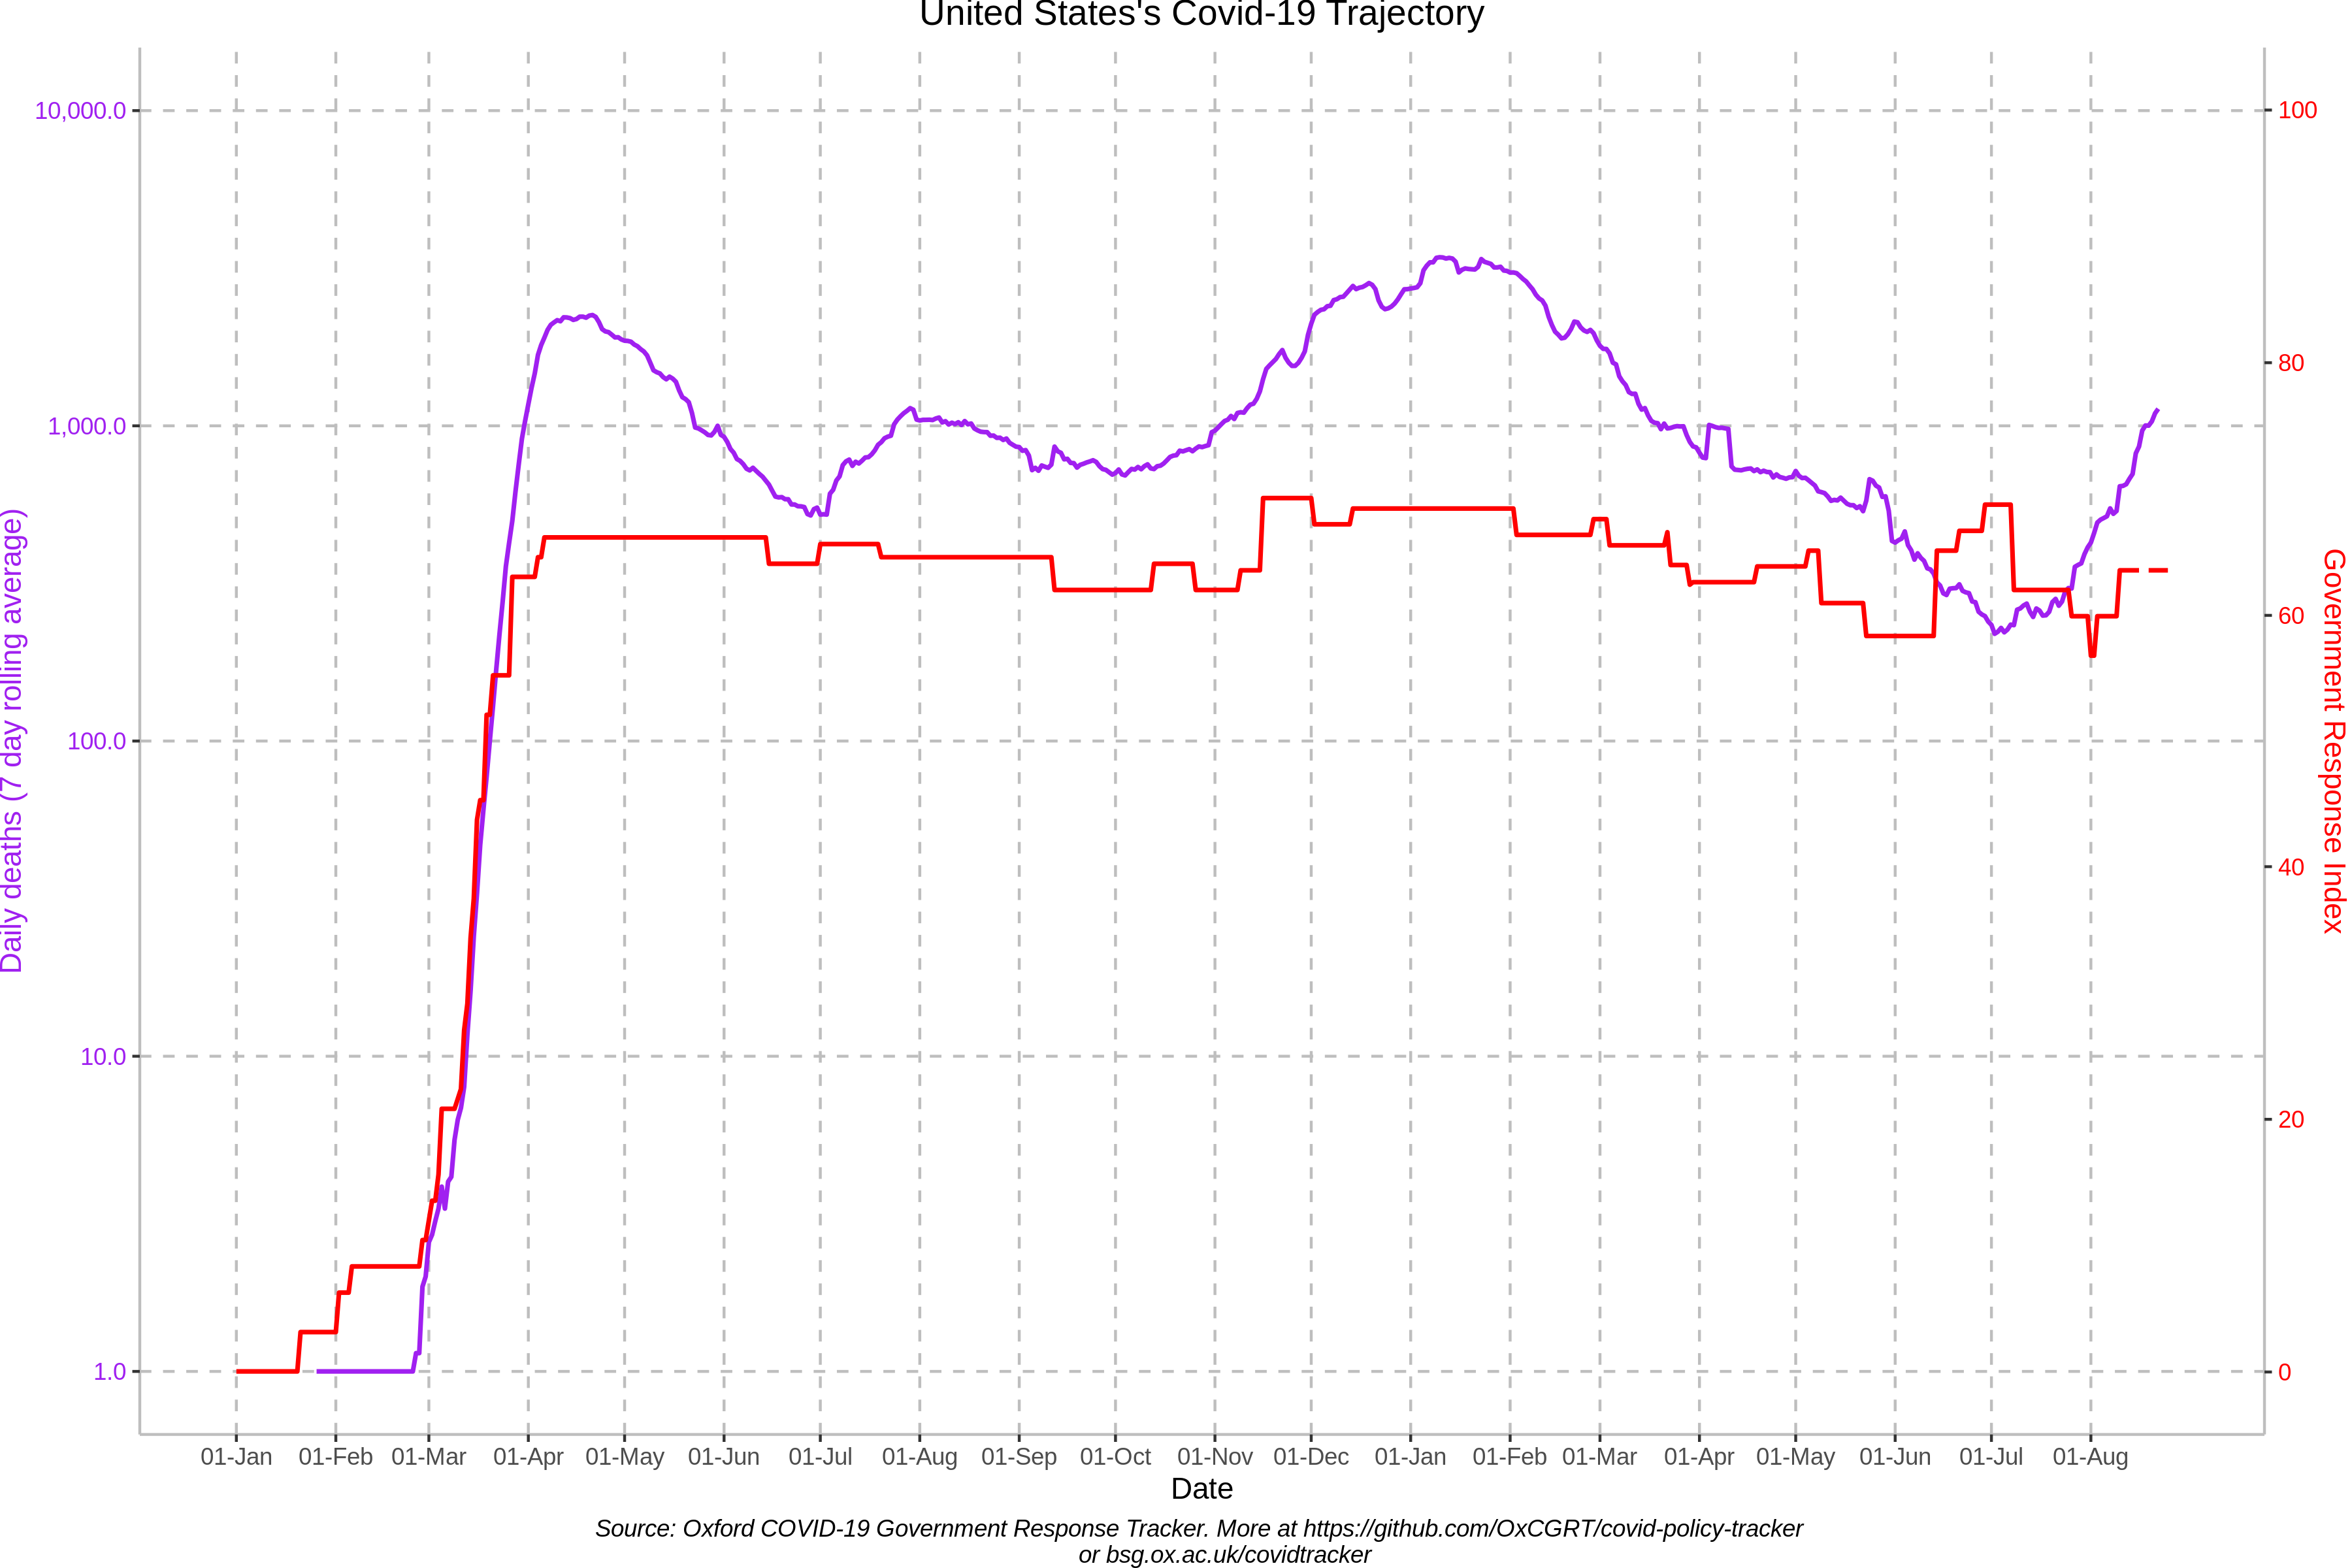 United States's Covid-19 Trajectory
10,000.0
1,000.0
100.0
10.0
1.0
Daily deaths (7 day rolling average)
100
80
60
40
20
0
Government Response Index
01-Jan 01-Feb 01-Mar 01-Apr 01-May 01-Jun 01-Jul 01-Aug 01-Sep 01-Oct 01-Nov 01-Dec 01-Jan 01-Feb 01-Mar 01-Apr 01-May 01-Jun 01-Jul 01-Aug
Date
Source: Oxford COVID-19 Government Response Tracker. More at https://github.com/OxCGRT/covid-policy-tracker
or bsg.ox.ac.uk/covidtracker